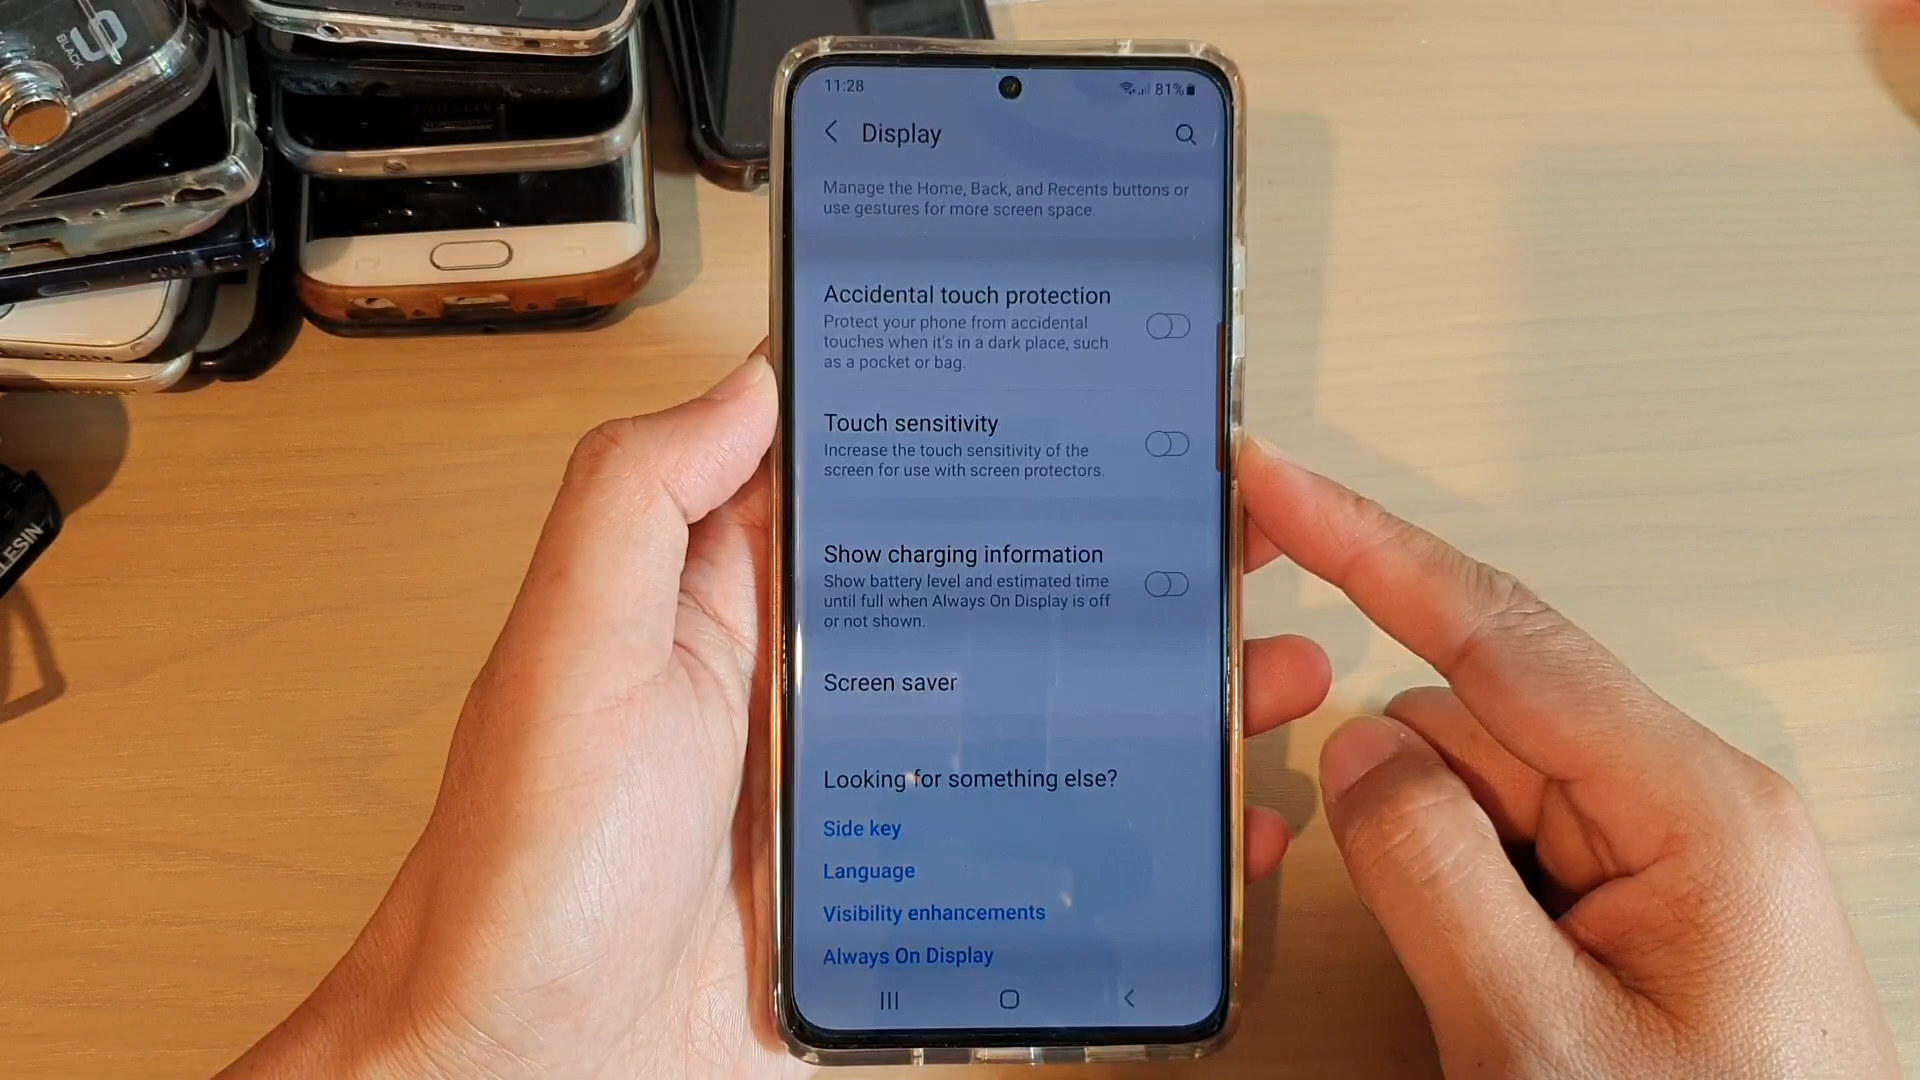 S
BLACK
LESIN
11:28
81%
Display
Manage the Home, Back, and Recents buttons or
use gestures for more screen space.
Accidental touch protection
Protect your phone from accidental
touches when it's in a dark place, such
as a pocket or bag.
Touch sensitivity
Increase the touch sensitivity of the
screen for use with screen protectors.
Show charging information
Show battery level and estimated time
until full when Always On Display is off
or not shown.
Screen saver
Looking for something else?
Side key
Language
Visibility enhancements
Always On Display